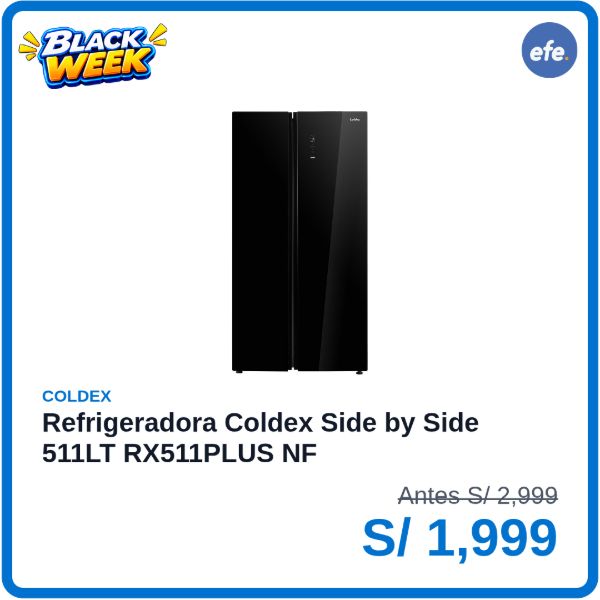 BLACK
WEEK
efe.
COLDEX
Refrigeradora Coldex Side by Side
511LT RX511PLUS NF
Antes S/ 2,999
S/ 1,999